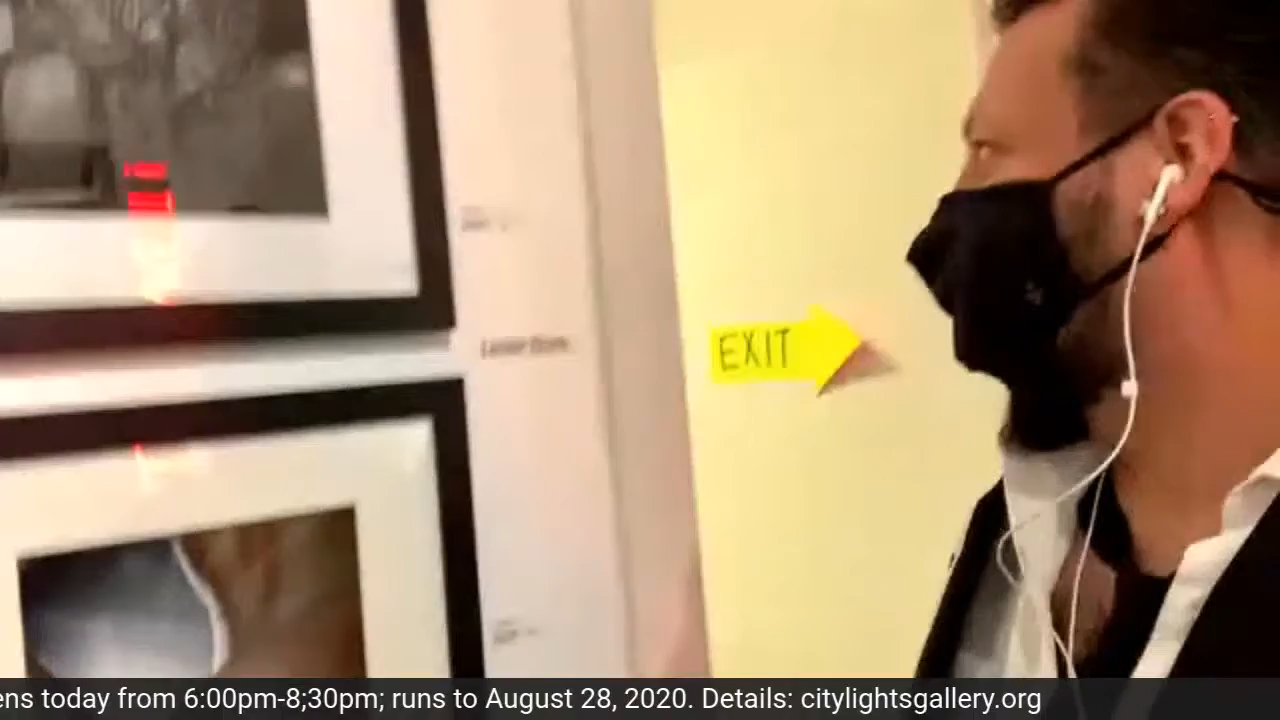 EXIT
ens today from 6:00pm-8;30pm; runs to August 28, 2020. Details: citylightsgallery.org